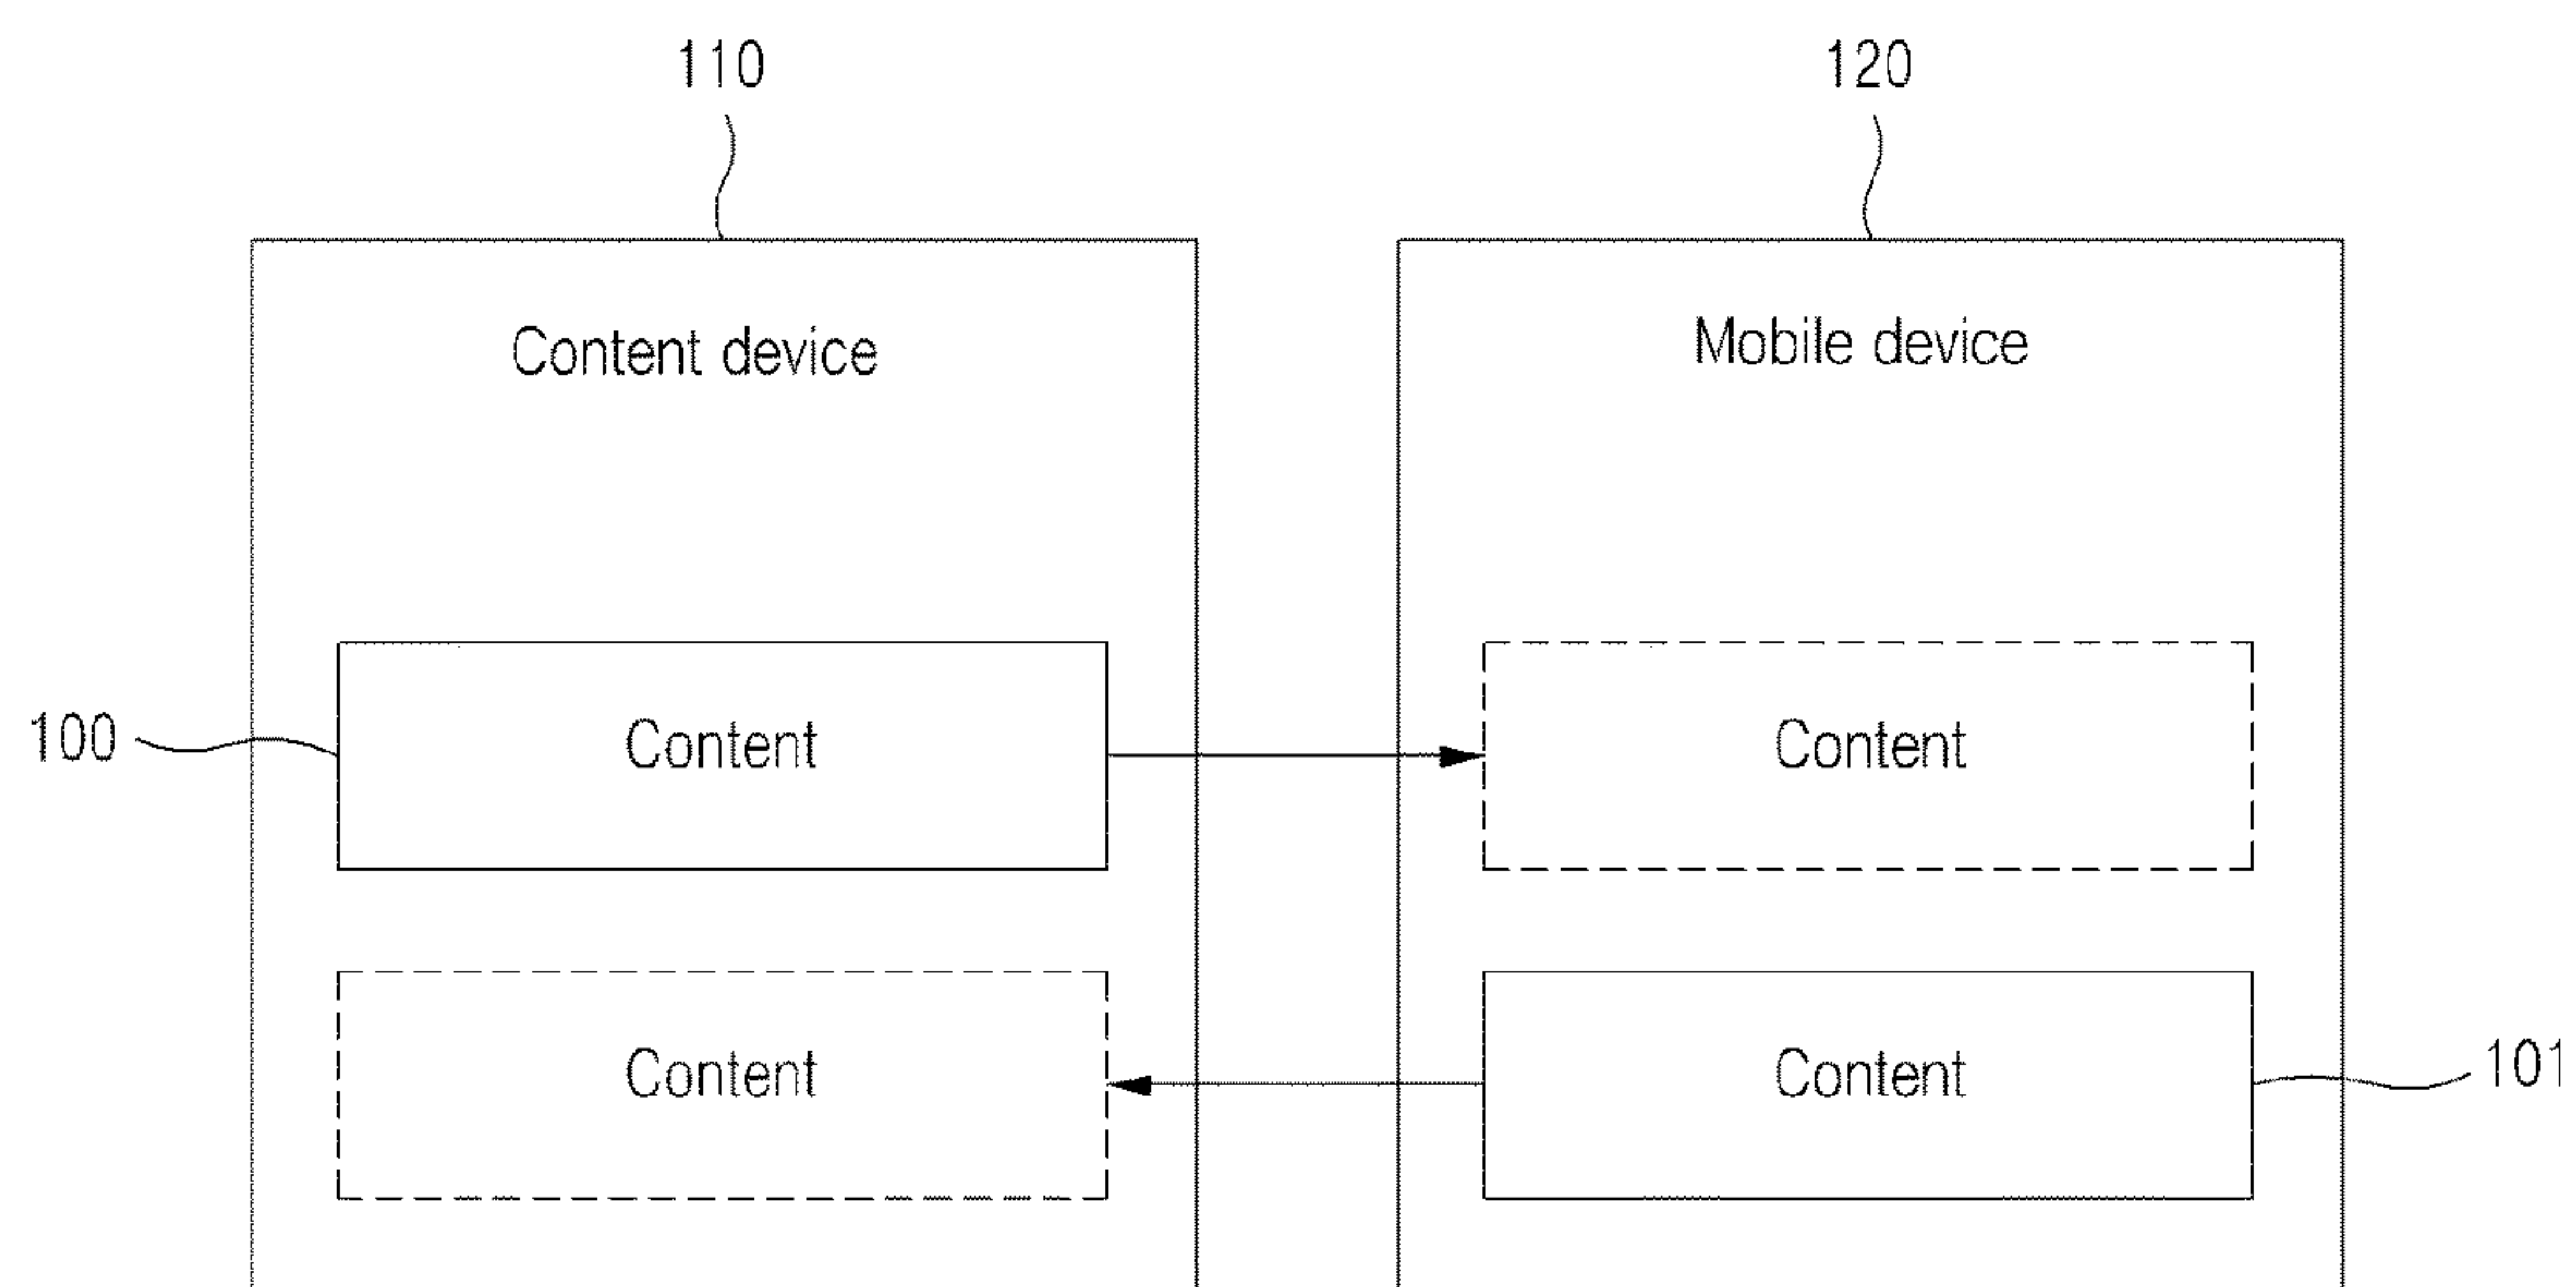 110
120
Content device
Mobile device
100
Content
Content
Content
Content
101